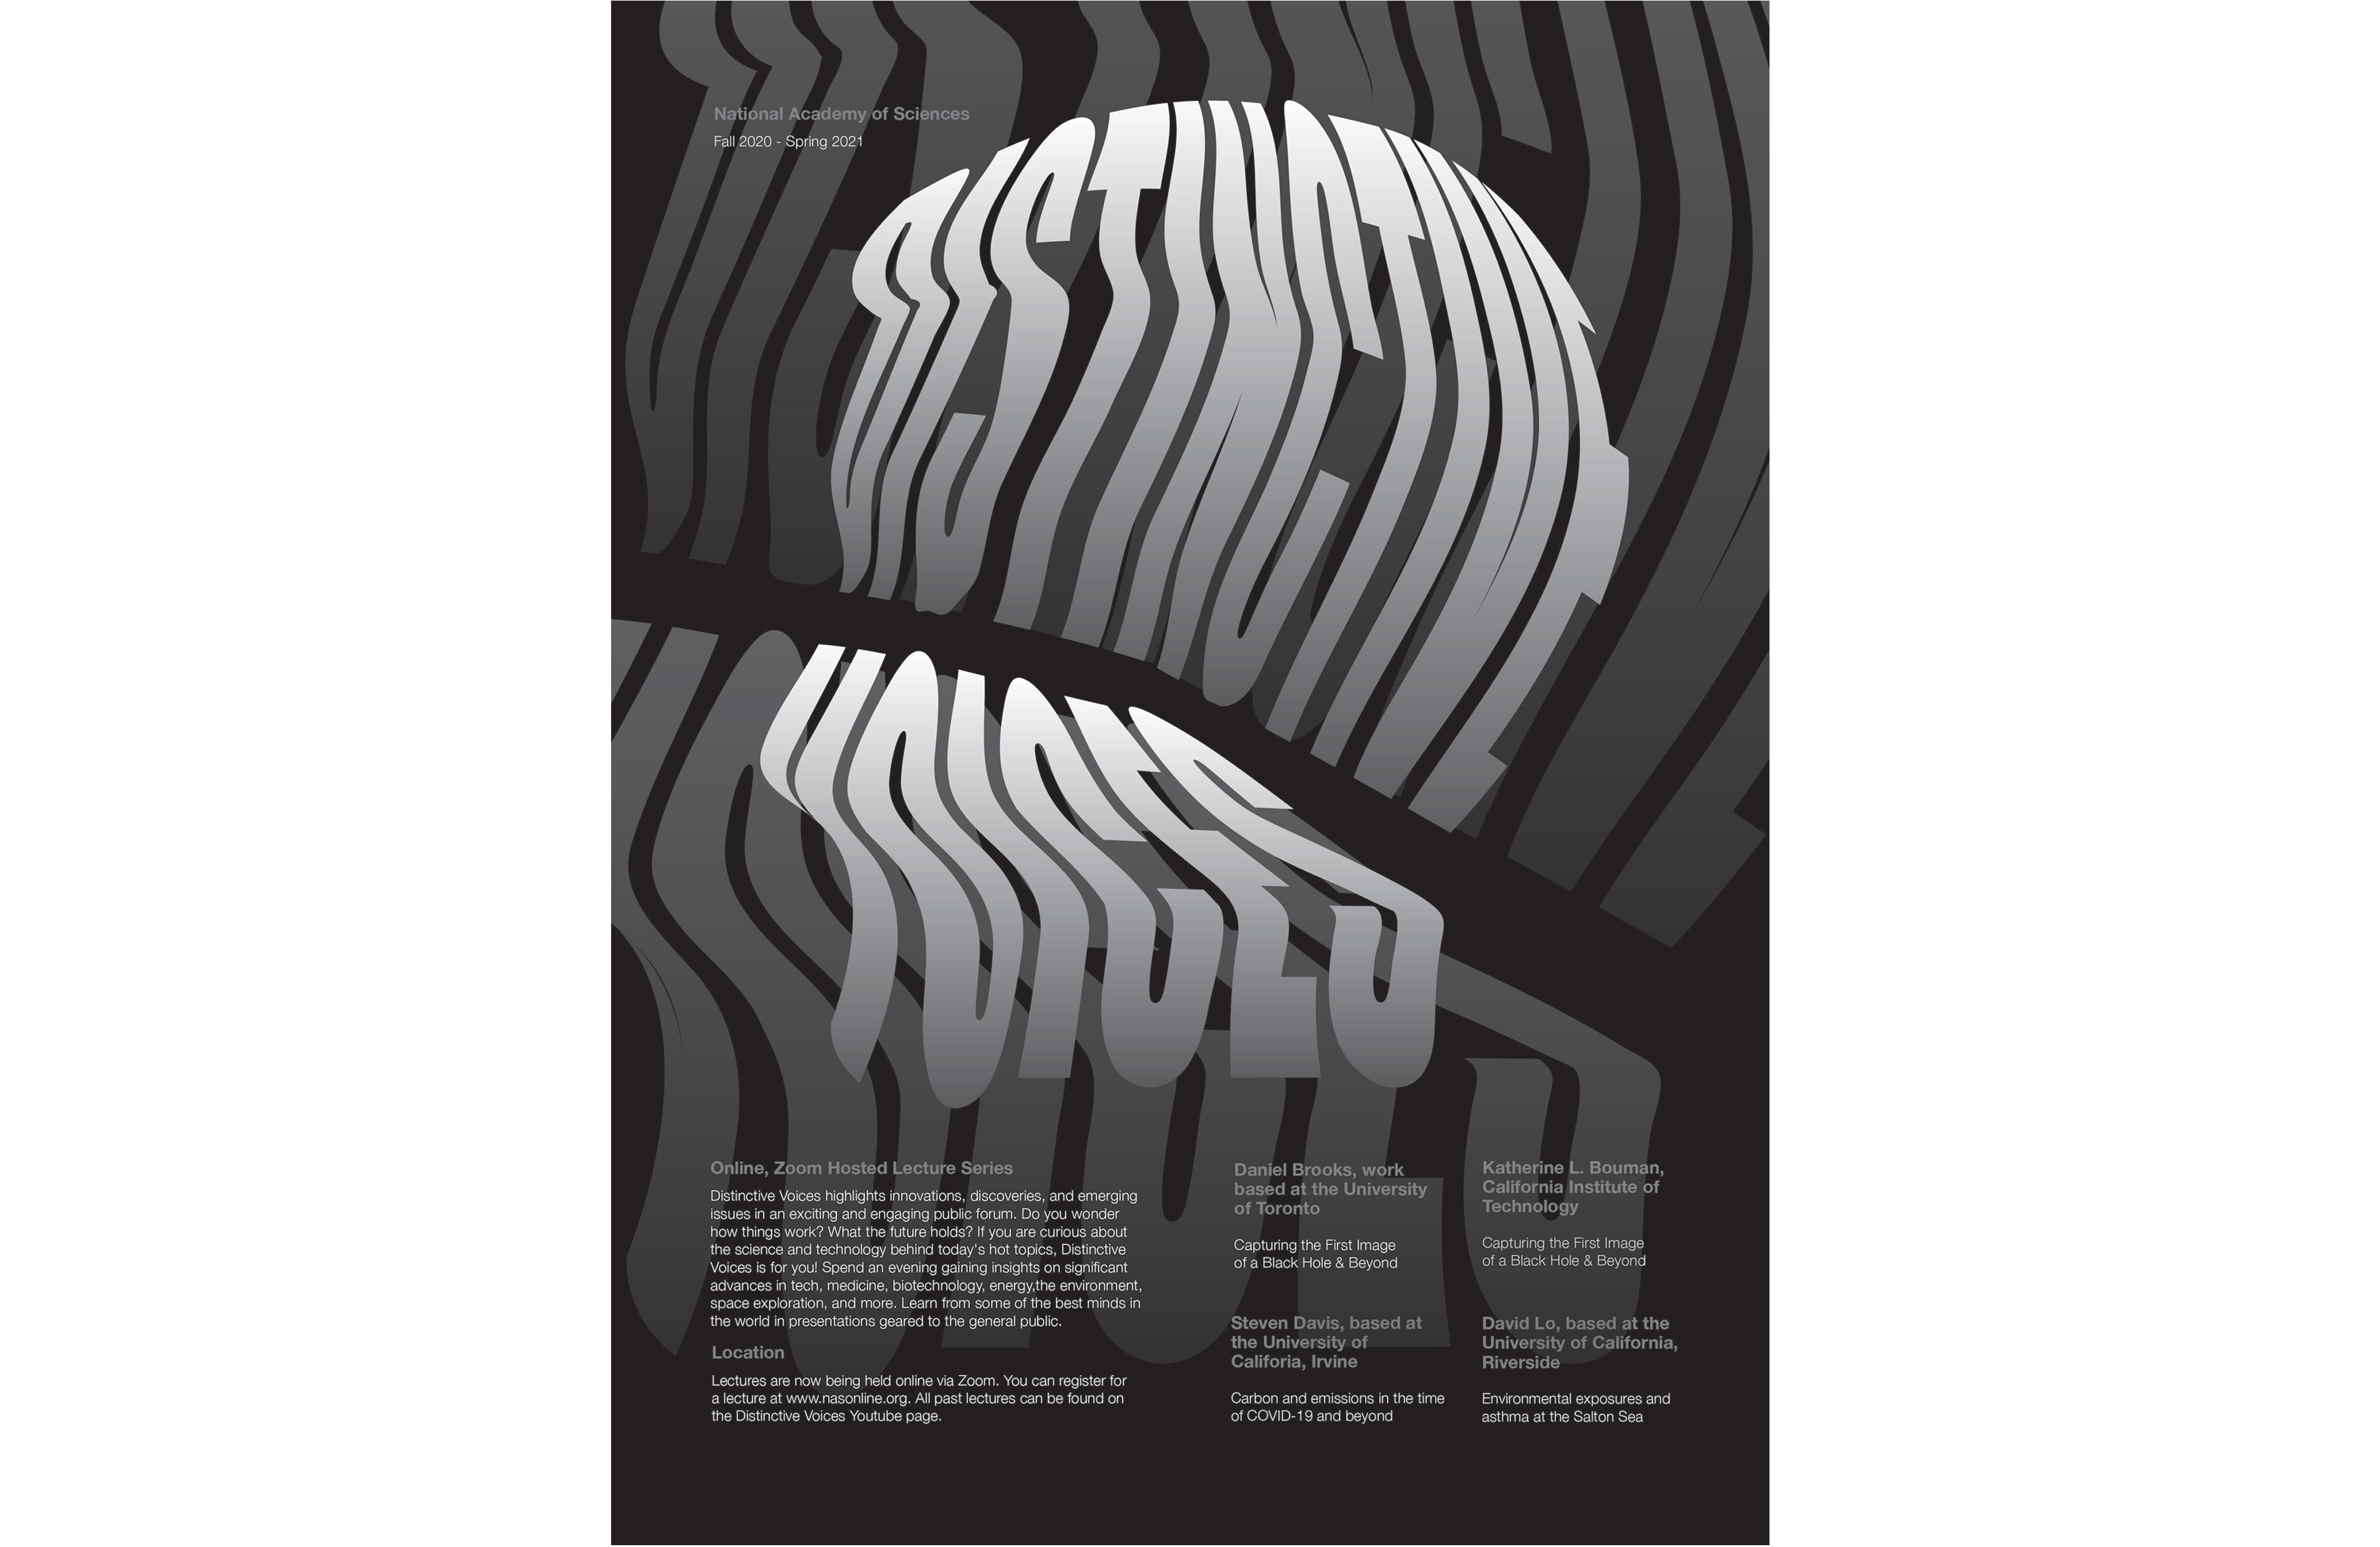 National Academy of Sciences
Fall 2020 - Spring 2021
DISTINCTIVE
VOICES
Online, Zoom Hosted Lecture Series
Distinctive Voices highlights innovations, discoveries, and emerging
issues in an exciting and engaging public forum. Do you wonder
how things work? What the future holds? If you are curious about
the science and technology behind today's hot topics, Distinctive
Voices is for you! Spend an evening gaining insights on significant
advances in tech, medicine, biotechnology, energy,the environment,
space exploration, and more. Learn from some of the best minds in
the world in presentations geared to the general public.
Location
Lectures are now being held online via Zoom. You can register for
a lecture at www.nasonline.org. All past lectures can be found on
the Distinctive Voices Youtube page.
Daniel Brooks, work
based at the University
of Toronto
Capturing the First Image
of a Black Hole & Beyond
Katherine L. Bouman,
California Institute of
Technology
Capturing the First Image
of a Black Hole & Beyond
Steven Davis, based at
the University of
Califoria, Irvine
Carbon and emissions in the time
of COVID-19 and beyond
David Lo, based at the
University of California,
Riverside
Environmental exposures and
asthma at the Salton Sea